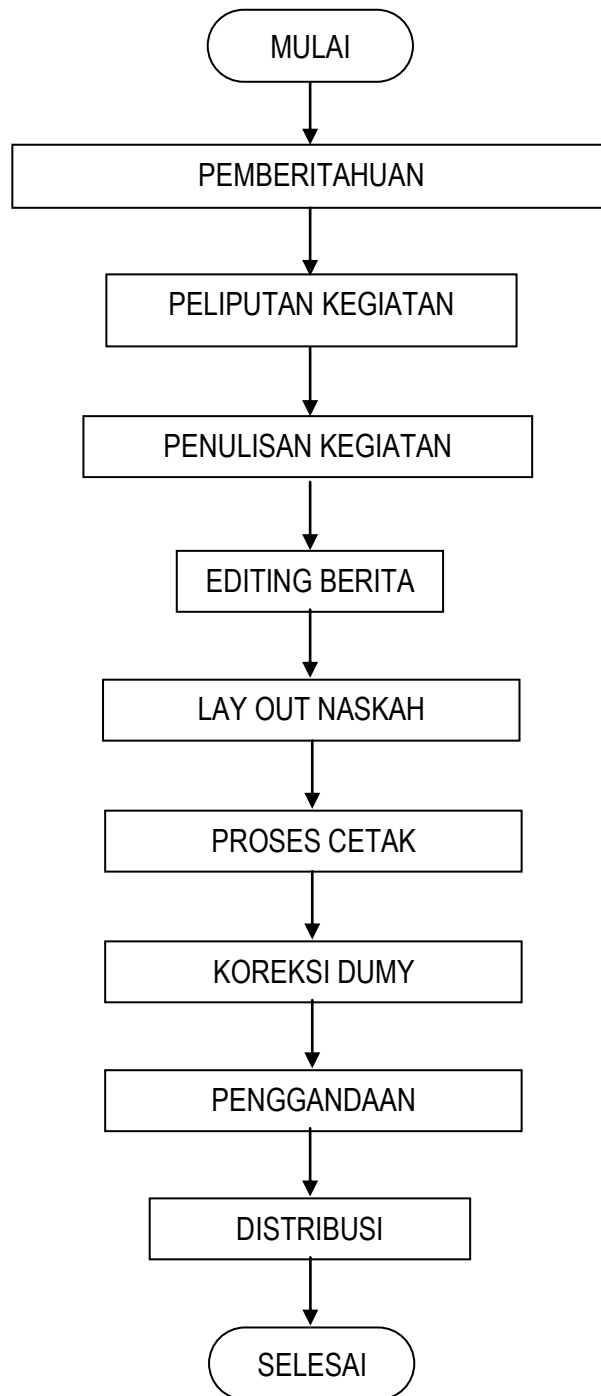 MULAI
PEMBERITAHUAN
PELIPUTAN KEGIATAN
PENULISAN KEGIATAN
EDITING BERITA
LAY OUT NASKAH
PROSES CETAK
KOREKSI DUMY
PENGGANDAAN
DISTRIBUSI
SELESAI